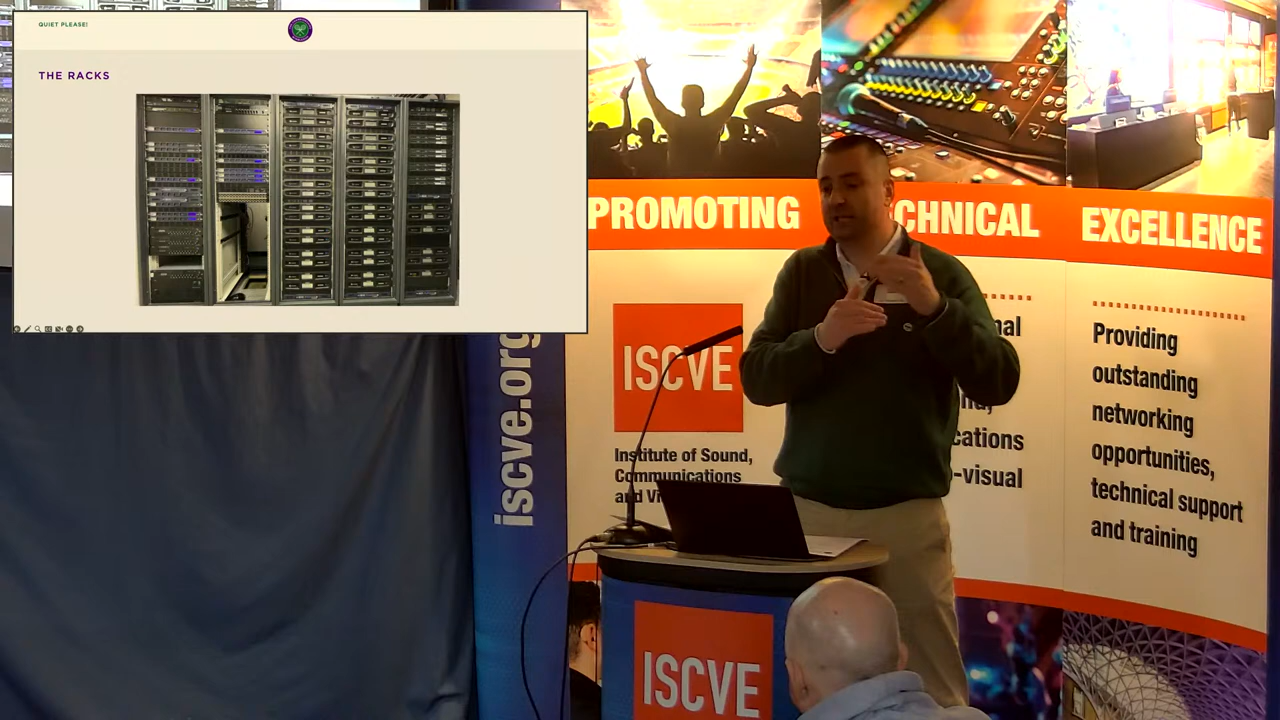 QUIET PLEASE!
THE RACKS
PROMOTING
CHNICAL
EXCELLENCE
iscve.org
ISCVE
Institute of Sound,
Communications
and Vi
nal
nd,
cations
-visual
Providing
outstanding
networking
opportunities,
technical support
and training
ISCVE